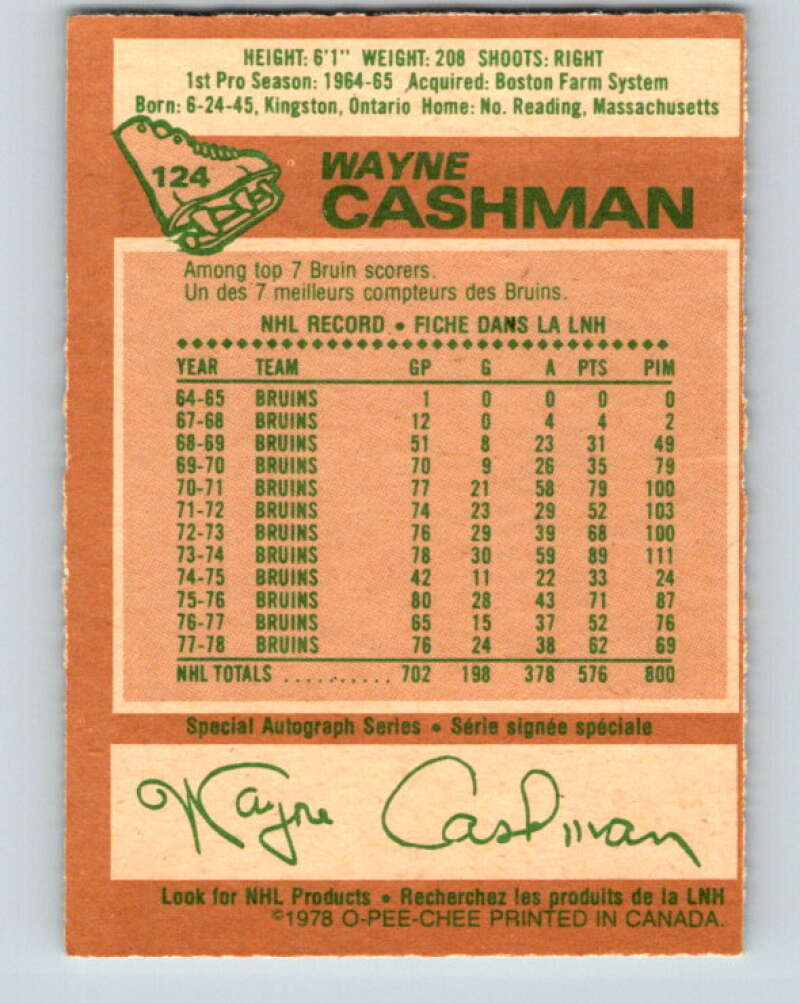 HEIGHT: 6'1" WEIGHT: 208 SHOOTS: RIGHT
1st Pro Season: 1964-65 Acquired: Boston Farm System
Born: 6-24-45, Kingston, Ontario Home: No. Reading, Massachusetts
124
WAYNE
CASHMAN
Among top 7 Bruin scorers.
Un des 7 meilleurs compteurs des Bruins.
NHL RECORD • FICHE DANS LA LNH
YEAR TEAM GP G A PTS PIM
64-65 BRUINS 1 0 0 0 0
67-68 BRUINS 12 0 4 4 2
68-69 BRUINS 51 8 23 31 49
69-70 BRUINS 70 9 26 35 79
70-71 BRUINS 77 21 58 79 100
71-72 BRUINS 74 23 29 52 103
72-73 BRUINS 76 29 39 68 100
73-74 BRUINS 78 30 59 89 111
74-75 BRUINS 42 11 22 33 24
75-76 BRUINS 80 28 43 71 87
76-77 BRUINS 65 15 37 52 76
77-78 BRUINS 76 24 38 62 69
NHL TOTALS .......... 702 198 378 576 800
Special Autograph Series • Série signée spéciale
Wayne Cashman
Look for NHL Products • Recherchez les produits de la LNH
©1978 O-PEE-CHEE PRINTED IN CANADA.